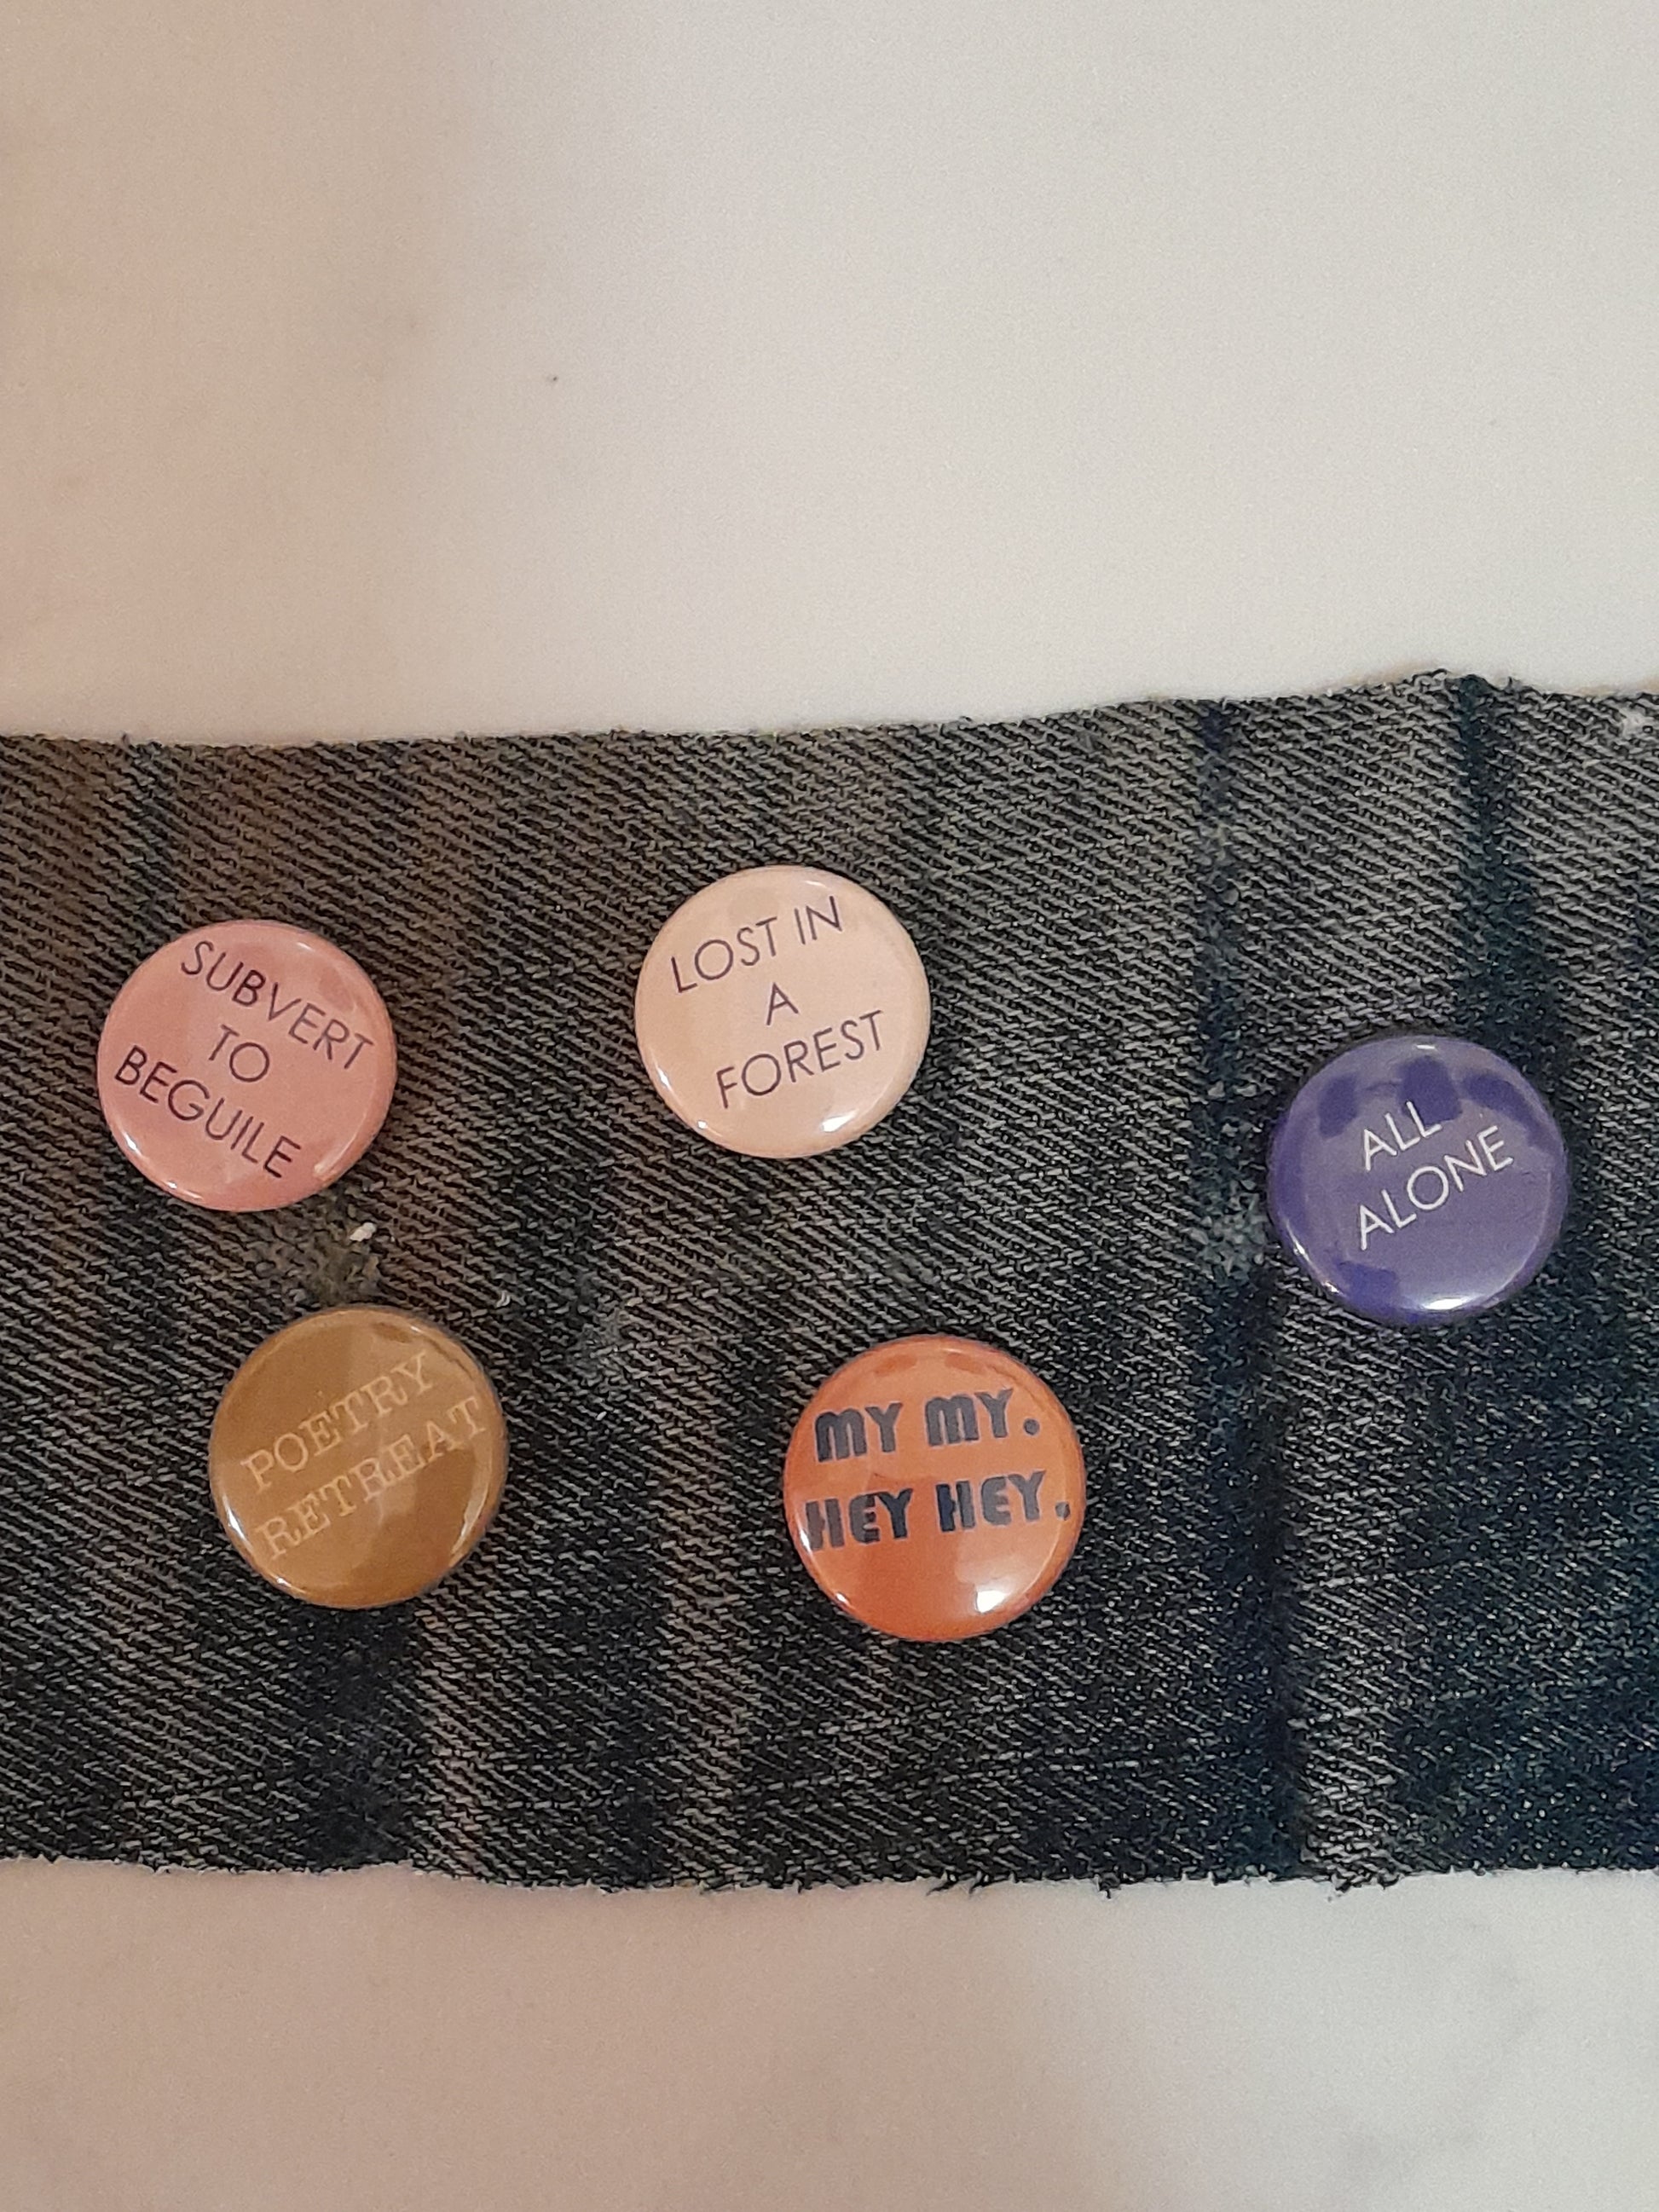 SUBVERT
TO
BEGUILE
LOST IN
A
FOREST
ALL
ALONE
POETRY
RETREAT
MY MY.
HEY HEY.